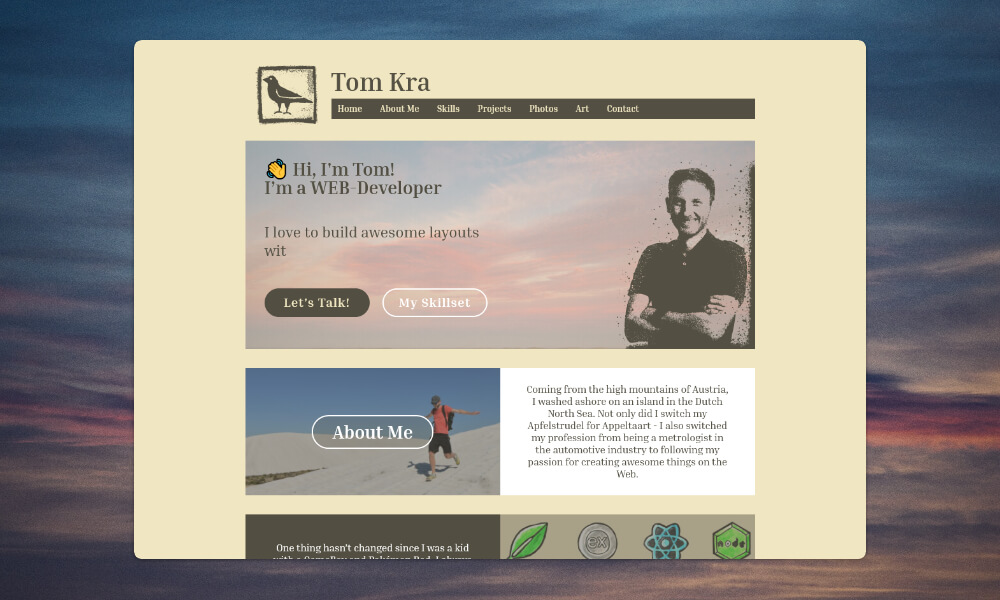 Tom Kra
Home About Me Skills Projects Photos Art Contact
👋 Hi, I'm Tom!
I'm a WEB-Developer
I love to build awesome layouts
wit
Let's Talk! My Skillset
About Me
Coming from the high mountains of Austria,
I washed ashore on an island in the Dutch
North Sea. Not only did I switch my
Apfelstrudel for Appeltaart - I also switched
my profession from being a metrologist in
the automotive industry to following my
passion for creating awesome things on the
Web.
One thing hasn't changed since I was a kid
ex
node